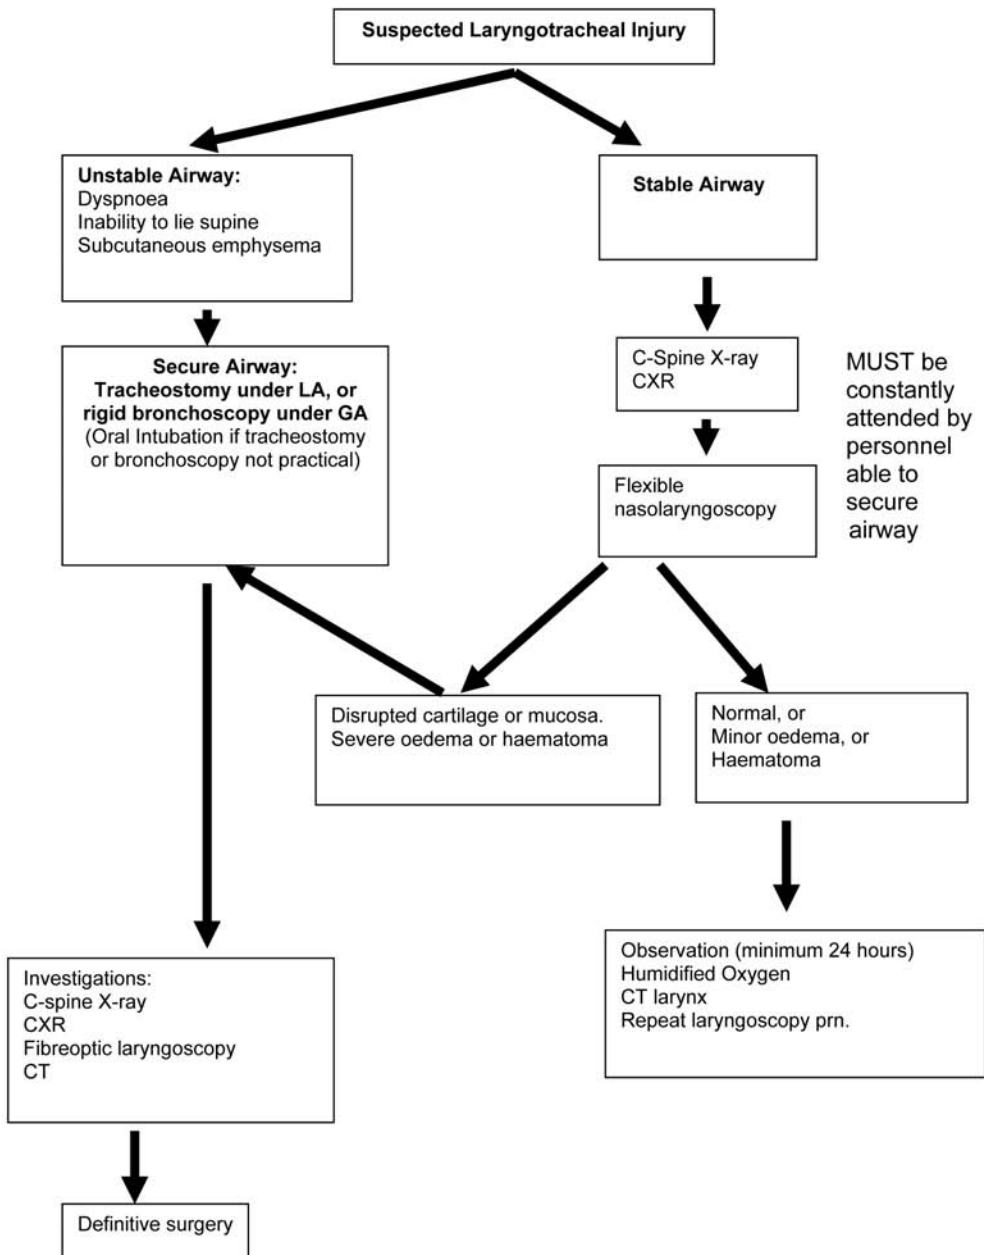 Suspected Laryngotracheal Injury
Unstable Airway:
Dyspnoea
Inability to lie supine
Subcutaneous emphysema
Stable Airway
Secure Airway:
Tracheostomy under LA, or
rigid bronchoscopy under GA
(Oral Intubation if tracheostomy
or bronchoscopy not practical)
C-Spine X-ray
CXR
MUST be
constantly
attended by
personnel
able to
secure
airway
Flexible
nasolaryngoscopy
Disrupted cartilage or mucosa.
Severe oedema or haematoma
Normal, or
Minor oedema, or
Haematoma
Observation (minimum 24 hours)
Humidified Oxygen
CT larynx
Repeat laryngoscopy prn.
Investigations:
C-spine X-ray
CXR
Fibreoptic laryngoscopy
CT
Definitive surgery